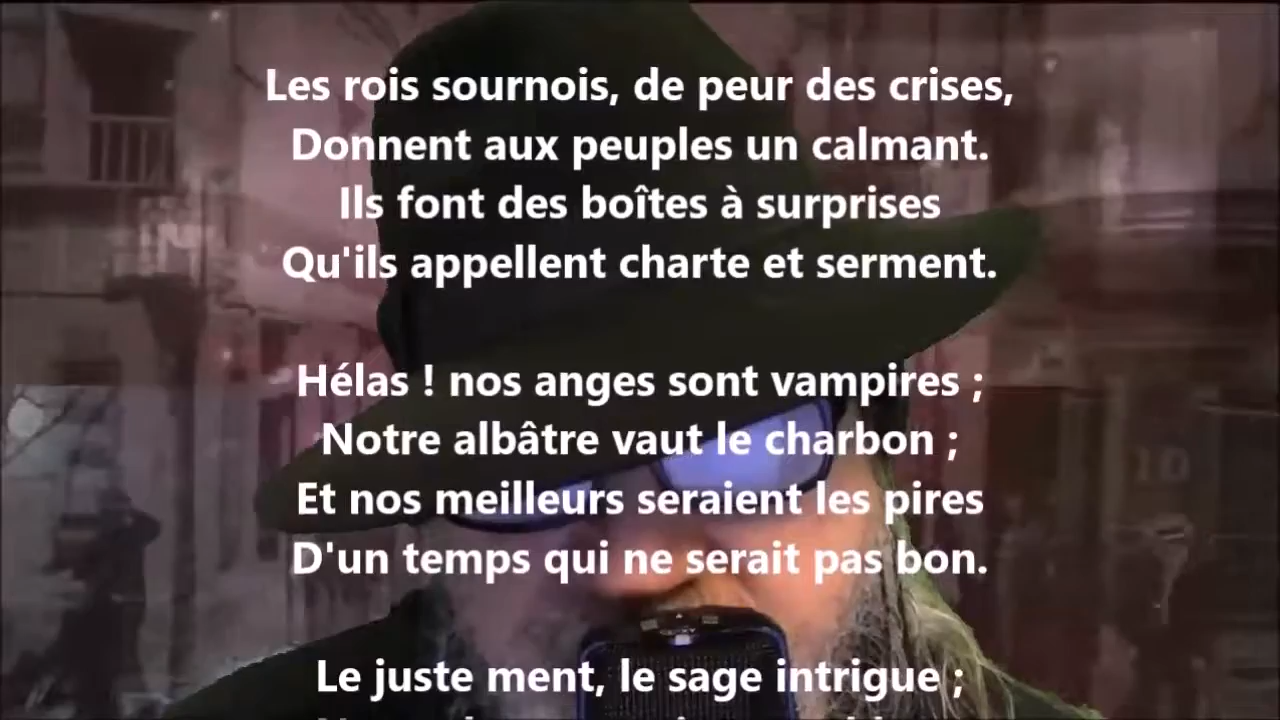 Les rois sournois, de peur des crises,
Donnent aux peuples un calmant.
Ils font des boîtes à surprises
Qu'ils appellent charte et serment.
Hélas ! nos anges sont vampires ;
Notre albâtre vaut le charbon ;
Et nos meilleurs seraient les pires
D'un temps qui ne serait pas bon.
Le juste ment, le sage intrigue ;
10